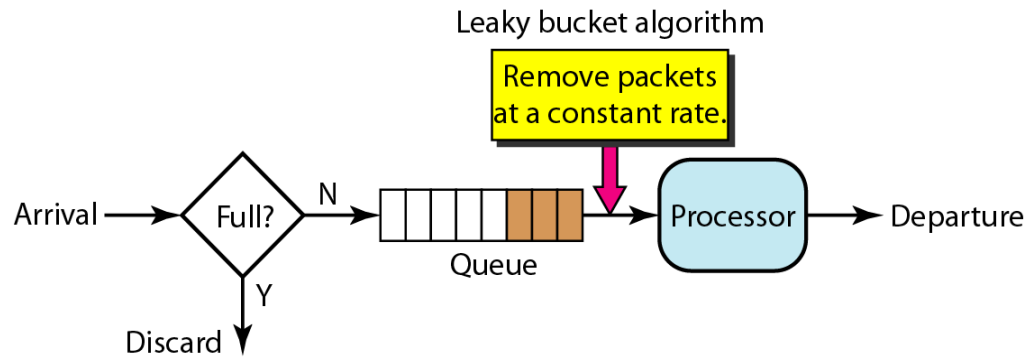 Leaky bucket algorithm
Remove packets
at a constant rate.
Arrival
Full?
N
Y
Discard
Queue
Processor
Departure